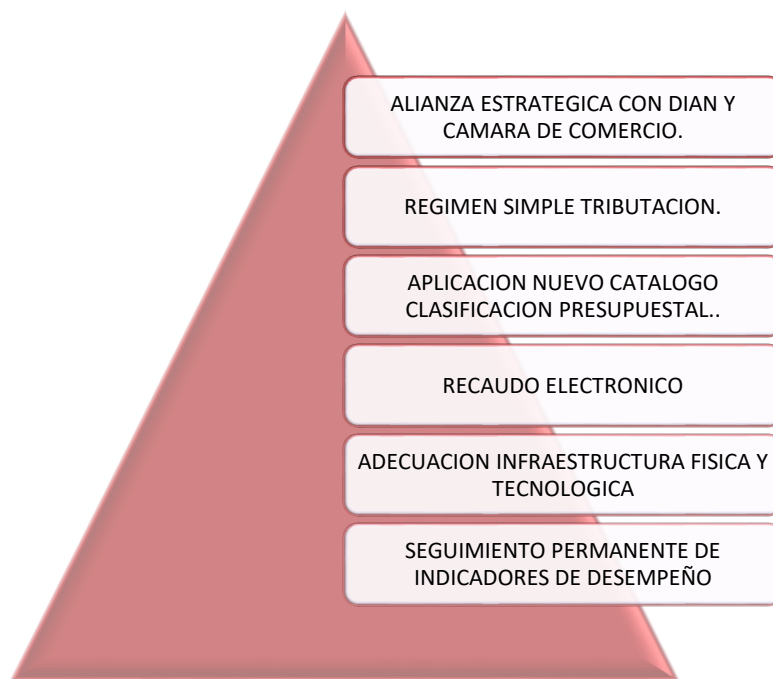 ALIANZA ESTRATEGICA CON DIAN Y
CAMARA DE COMERCIO.
REGIMEN SIMPLE TRIBUTACION.
APLICACION NUEVO CATALOGO
CLASIFICACION PRESUPUESTAL..
RECAUDO ELECTRONICO
ADECUACION INFRAESTRUCTURA FISICA Y
TECNOLOGICA
SEGUIMIENTO PERMANENTE DE
INDICADORES DE DESEMPEÑO